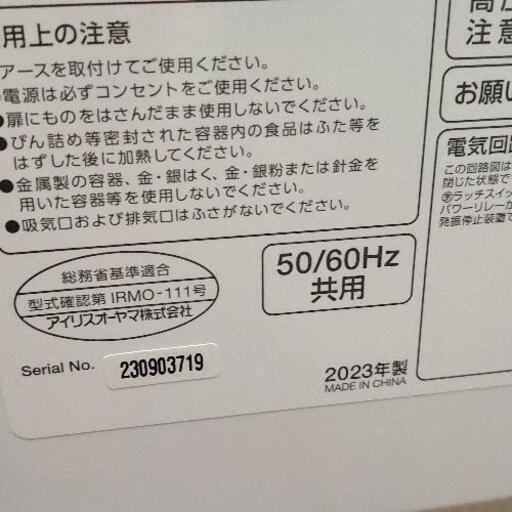 用上の注意
アースを取付けてご使用ください。
電源は必ずコンセントをご使用ください。
●扉にものをはさんだまま使用しないでください。
●びん詰め等密封された容器内の食品はふた等を
はずした後に加熱してください。
●金属製の容器、金・銀はく、金・銀粉または針金を
用いた容器等を使用しないでください。
●吸気口および排気口はふさがないでください。
総務省基準適合
型式確認第 IRMO-111号
アイリスオーヤマ株式会社
50/60Hz
共用
Serial No. 230903719
2023年製
MADE IN CHINA
高圧
注意
お願い
電気回路
この回路図は
閉じた状態で
ラッチスイッ
パワーリレーが
発振停止装置で